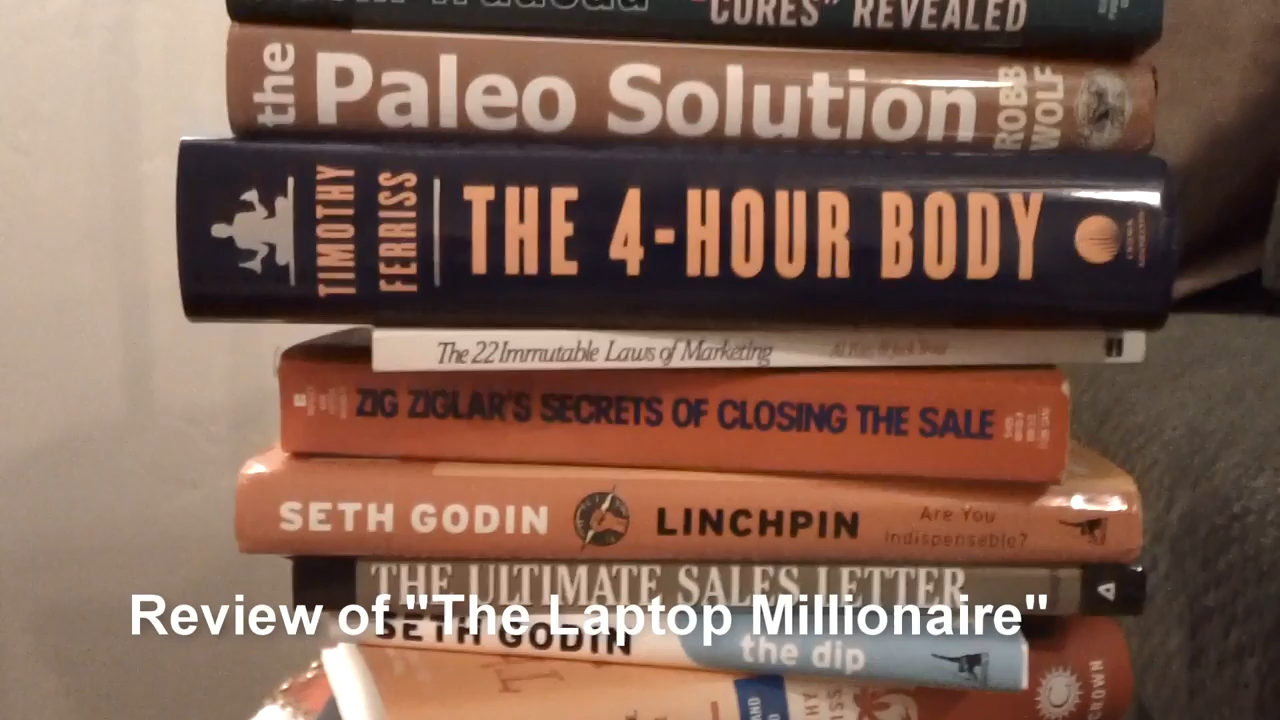 "CURES" REVEALED
the Paleo Solution ROBB WOLF
TIMOTHY FERRISS THE 4-HOUR BODY
The 22 Immutable Laws of Marketing
ZIG ZIGLAR'S SECRETS OF CLOSING THE SALE
SETH GODIN LINCHPIN Are You Indispensable?
THE ULTIMATE SALES LETTER
Review of "The Laptop Millionaire"
SETH GODIN the dip